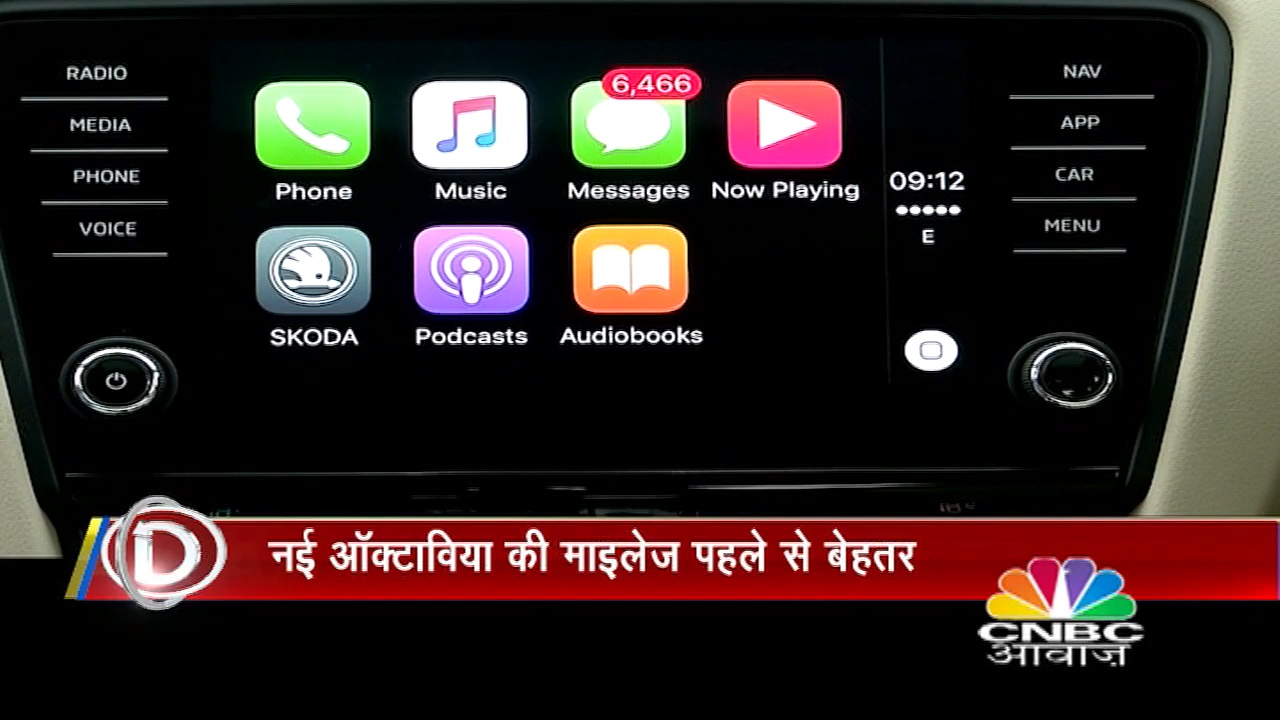 RADIO
MEDIA
PHONE
VOICE
6,466
Phone
Music
Messages
Now Playing
SKODA
Podcasts
Audiobooks
09:12
E
NAV
APP
CAR
MENU
D
नई ऑक्टाविया की माइलेज पहले से बेहतर
CNBC
आवाज़